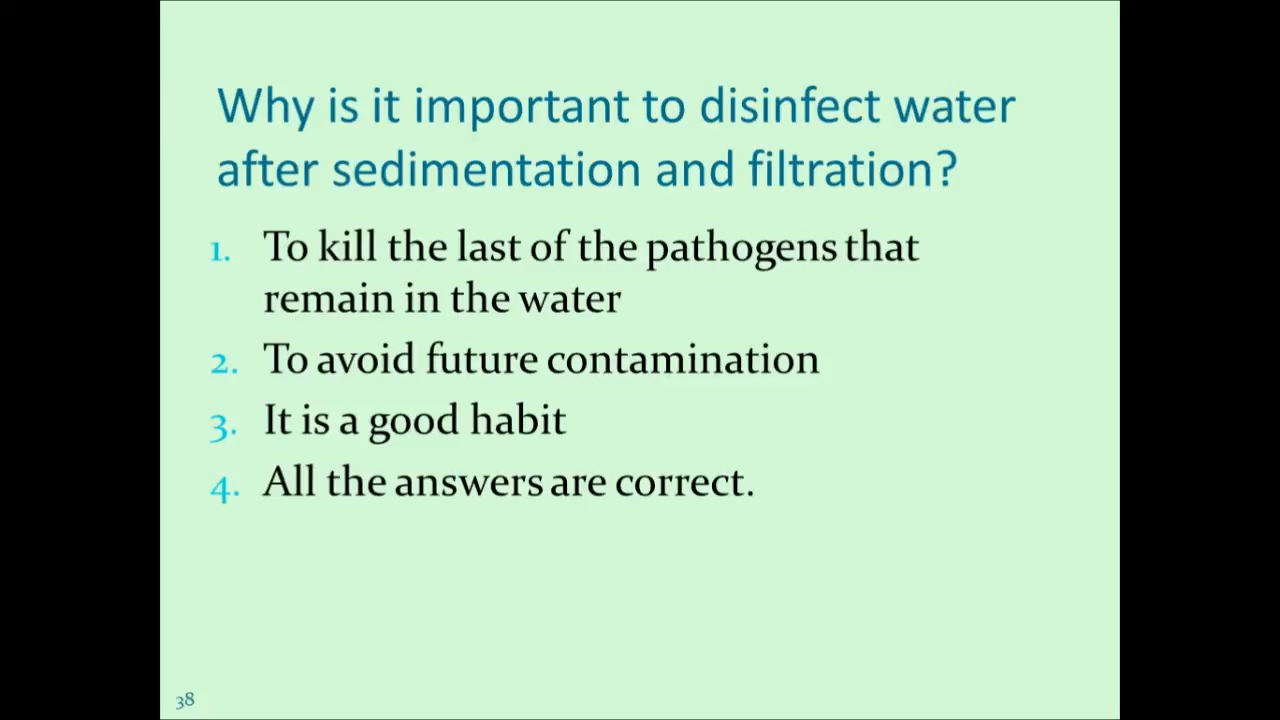 Why is it important to disinfect water
after sedimentation and filtration?
1. To kill the last of the pathogens that
remain in the water
2. To avoid future contamination
3. It is a good habit
4. All the answers are correct.
38